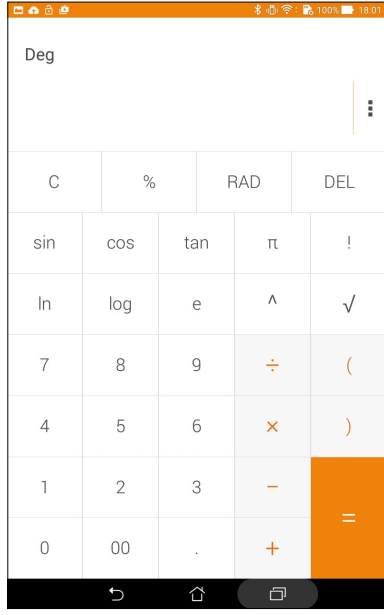 100% 18:01
Deg
C % RAD DEL
sin cos tan π !
ln log e ^ √
7 8 9 ÷ (
4 5 6 × )
1 2 3 −
=
0 00 . +